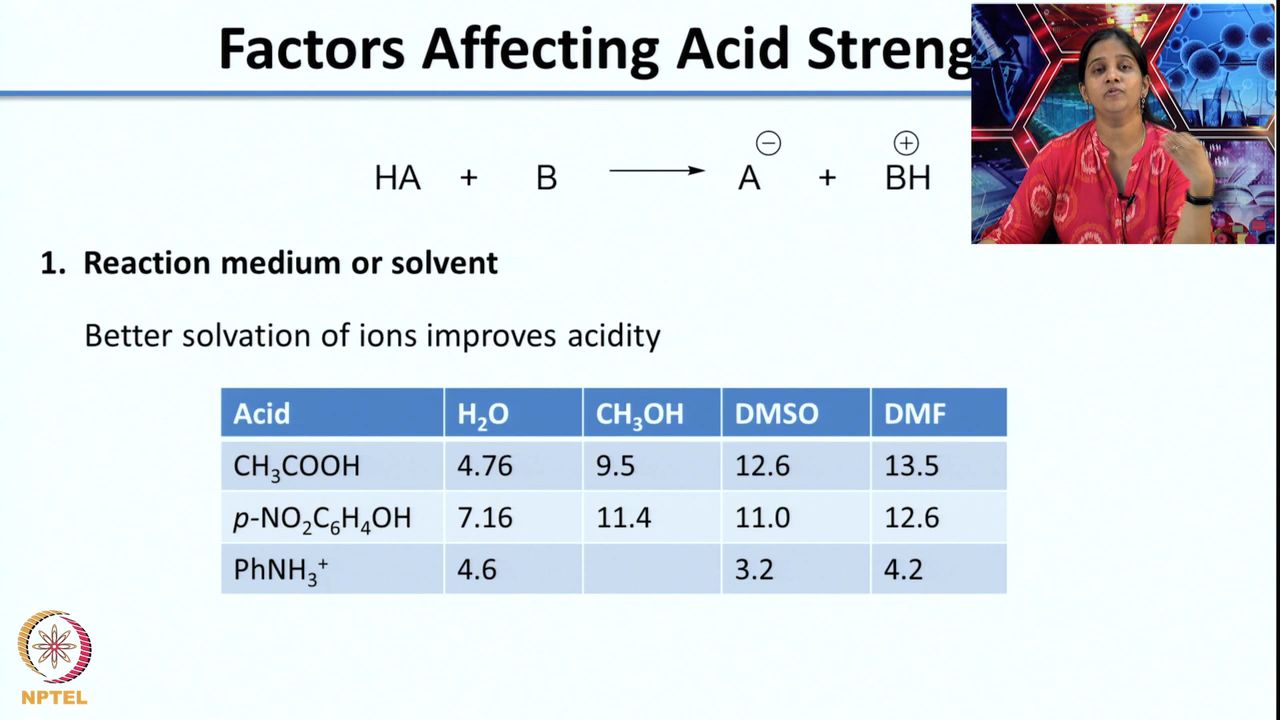 Factors Affecting Acid Streng
HA + B ⟶ A⊖ + BH⊕
1. Reaction medium or solvent
Better solvation of ions improves acidity
Acid H₂O CH₃OH DMSO DMF
CH₃COOH 4.76 9.5 12.6 13.5
p-NO₂C₆H₄OH 7.16 11.4 11.0 12.6
PhNH₃⁺ 4.6 3.2 4.2
NPTEL